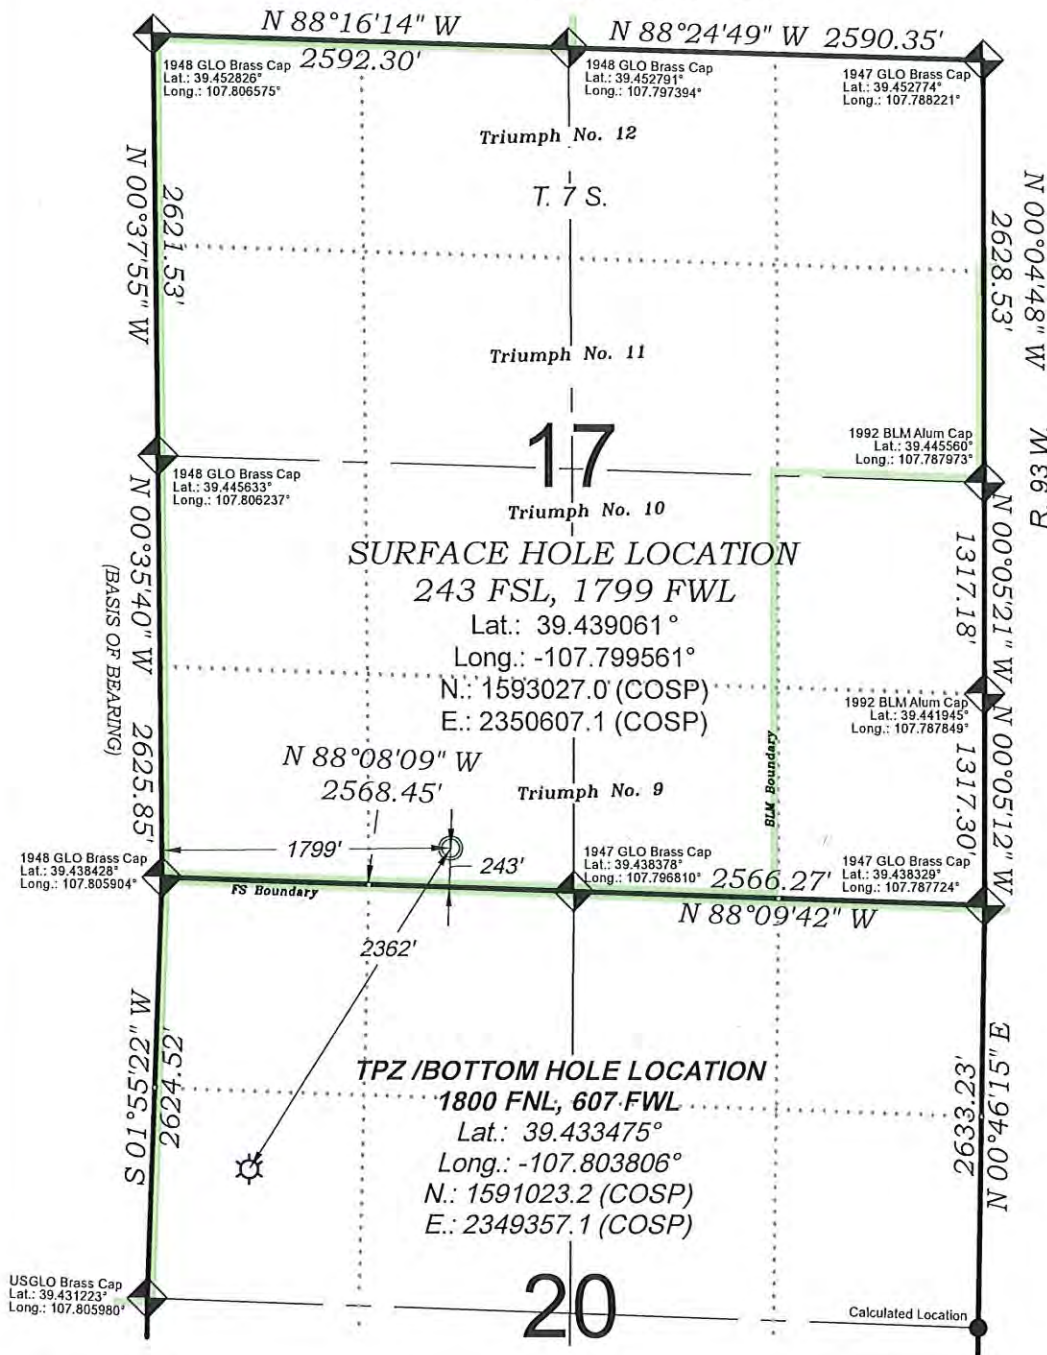 N 88°16'14" W
2592.30'
N 88°24'49" W 2590.35'
1948 GLO Brass Cap
Lat.: 39.452826°
Long.: 107.806575°
1948 GLO Brass Cap
Lat.: 39.452791°
Long.: 107.797394°
1947 GLO Brass Cap
Lat.: 39.452774°
Long.: 107.788221°
Triumph No. 12
T. 7 S.
N 00°37'55" W
2621.53'
N 00°04'48" W
2628.53'
R. 93 W.
Triumph No. 11
17
1948 GLO Brass Cap
Lat.: 39.445633°
Long.: 107.806237°
1992 BLM Alum Cap
Lat.: 39.445560°
Long.: 107.787973°
Triumph No. 10
SURFACE HOLE LOCATION
243 FSL, 1799 FWL
Lat.: 39.439061°
Long.: -107.799561°
N.: 1593027.0 (COSP)
E.: 2350607.1 (COSP)
N 00°35'40" W 2625.85'
(BASIS OF BEARING)
N 00°05'21" W
1317.18'
1992 BLM Alum Cap
Lat.: 39.441945°
Long.: 107.787849°
N 00°05'12" W
1317.30'
BLM Boundary
N 88°08'09" W
2568.45'
Triumph No. 9
1799'
243'
1948 GLO Brass Cap
Lat.: 39.438428°
Long.: 107.805904°
FS Boundary
1947 GLO Brass Cap
Lat.: 39.438378°
Long.: 107.796810°
2566.27'
N 88°09'42" W
1947 GLO Brass Cap
Lat.: 39.438329°
Long.: 107.787724°
2362'
S 01°55'22" W
2624.52'
N 00°46'15" E
2633.23'
TPZ /BOTTOM HOLE LOCATION
1800 FNL, 607 FWL
Lat.: 39.433475°
Long.: -107.803806°
N.: 1591023.2 (COSP)
E.: 2349357.1 (COSP)
USGLO Brass Cap
Lat.: 39.431223°
Long.: 107.805980°
20
Calculated Location